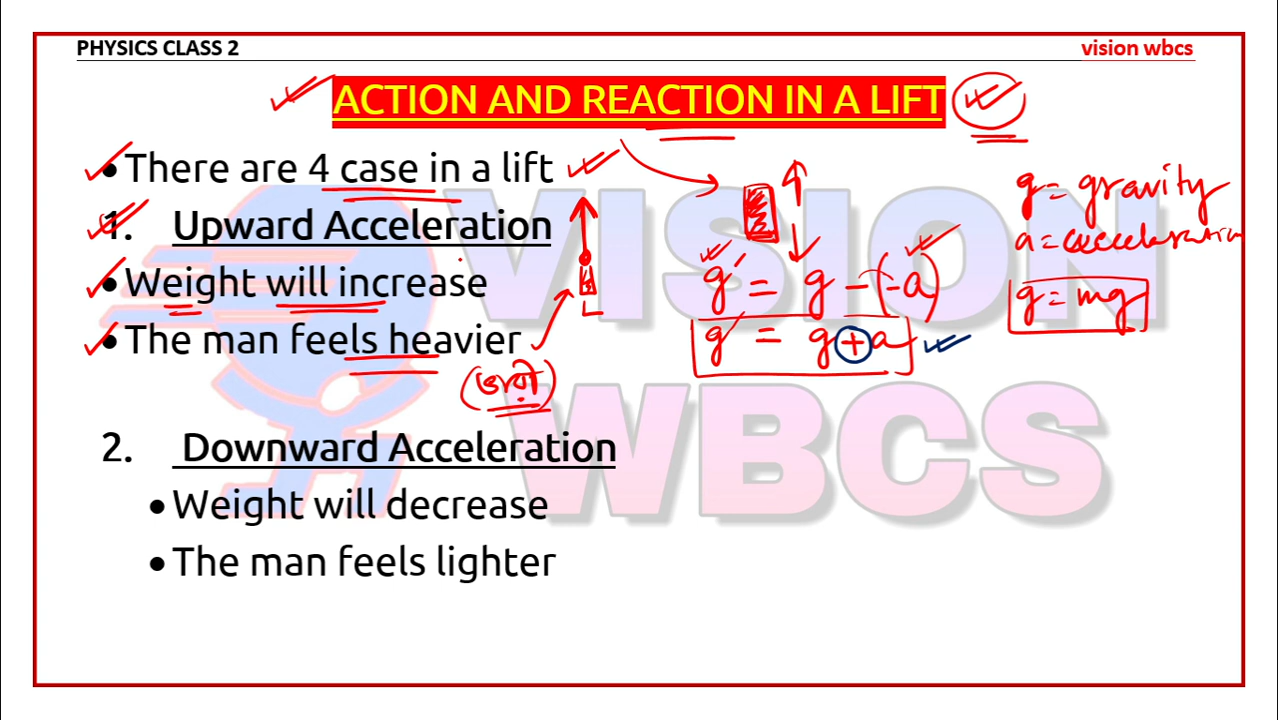 PHYSICS CLASS 2
vision wbcs
ACTION AND REACTION IN A LIFT
• There are 4 case in a lift
g = gravity
1. Upward Acceleration
a = acceleration
• Weight will increase
g' = g - (-a)
g = mg
L
• The man feels heavier
g' = g + a
VISION
WBCS
2. Downward Acceleration
• Weight will decrease
• The man feels lighter